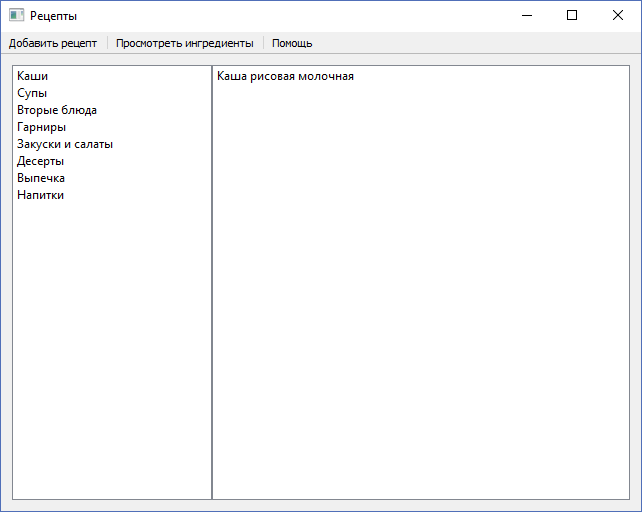 Рецепты
Добавить рецепт Просмотреть ингредиенты Помощь
Каши
Супы
Вторые блюда
Гарниры
Закуски и салаты
Десерты
Выпечка
Напитки
Каша рисовая молочная